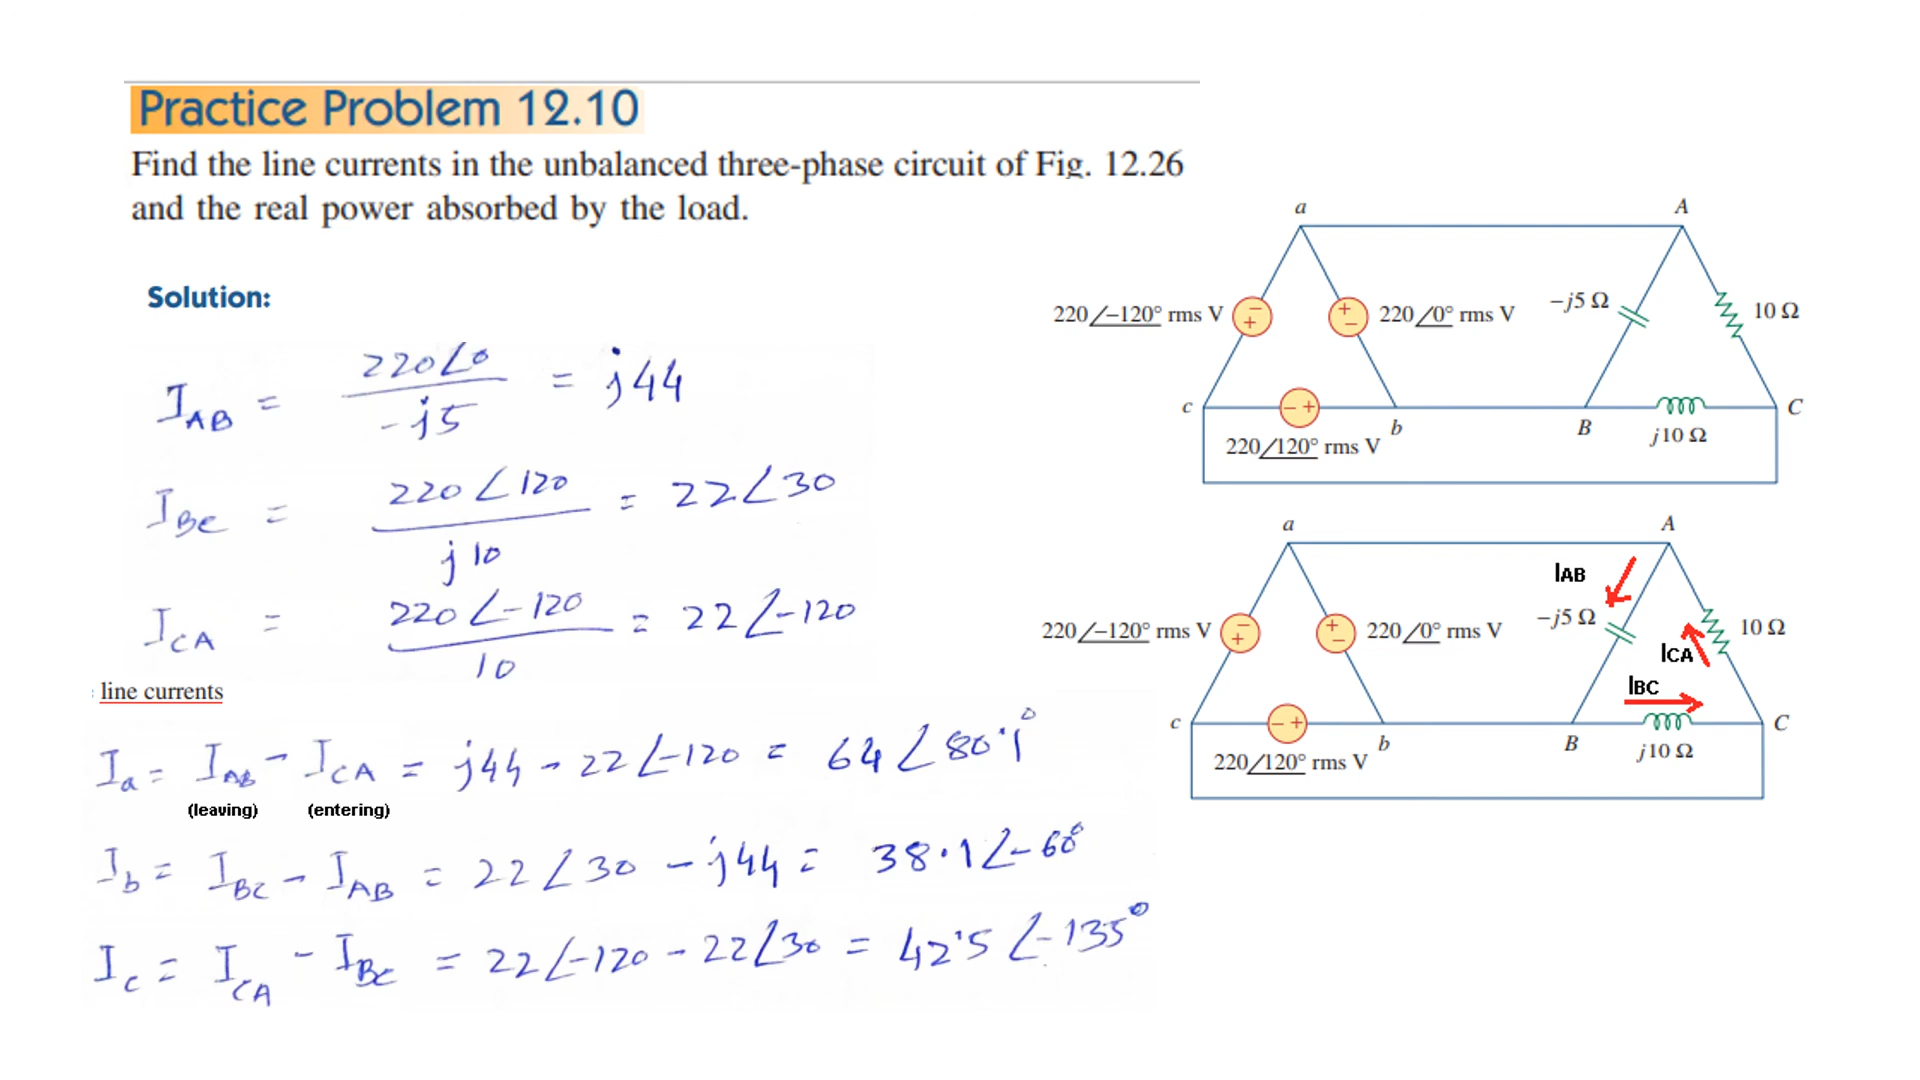 Practice Problem 12.10
Find the line currents in the unbalanced three-phase circuit of Fig. 12.26
and the real power absorbed by the load.
Solution:
I_AB = 220∠0 / -j5 = j44
I_BC = 220∠120 / j10 = 22∠30
I_CA = 220∠-120 / 10 = 22∠-120
line currents
I_a = I_AB - I_CA = j44 - 22∠-120 = 64∠80.1°
(leaving) (entering)
I_b = I_BC - I_AB = 22∠30 - j44 = 38.1∠-60°
I_c = I_CA - I_BC = 22∠-120 - 22∠30 = 42.5∠-135°
a
A
220∠-120° rms V
- +
+ -
220∠0° rms V
-j5 Ω
10 Ω
c
- +
b
B
C
220∠120° rms V
j10 Ω
a
A
IAB
220∠-120° rms V
- +
+ -
220∠0° rms V
-j5 Ω
10 Ω
ICA
IBC
c
- +
b
B
C
220∠120° rms V
j10 Ω